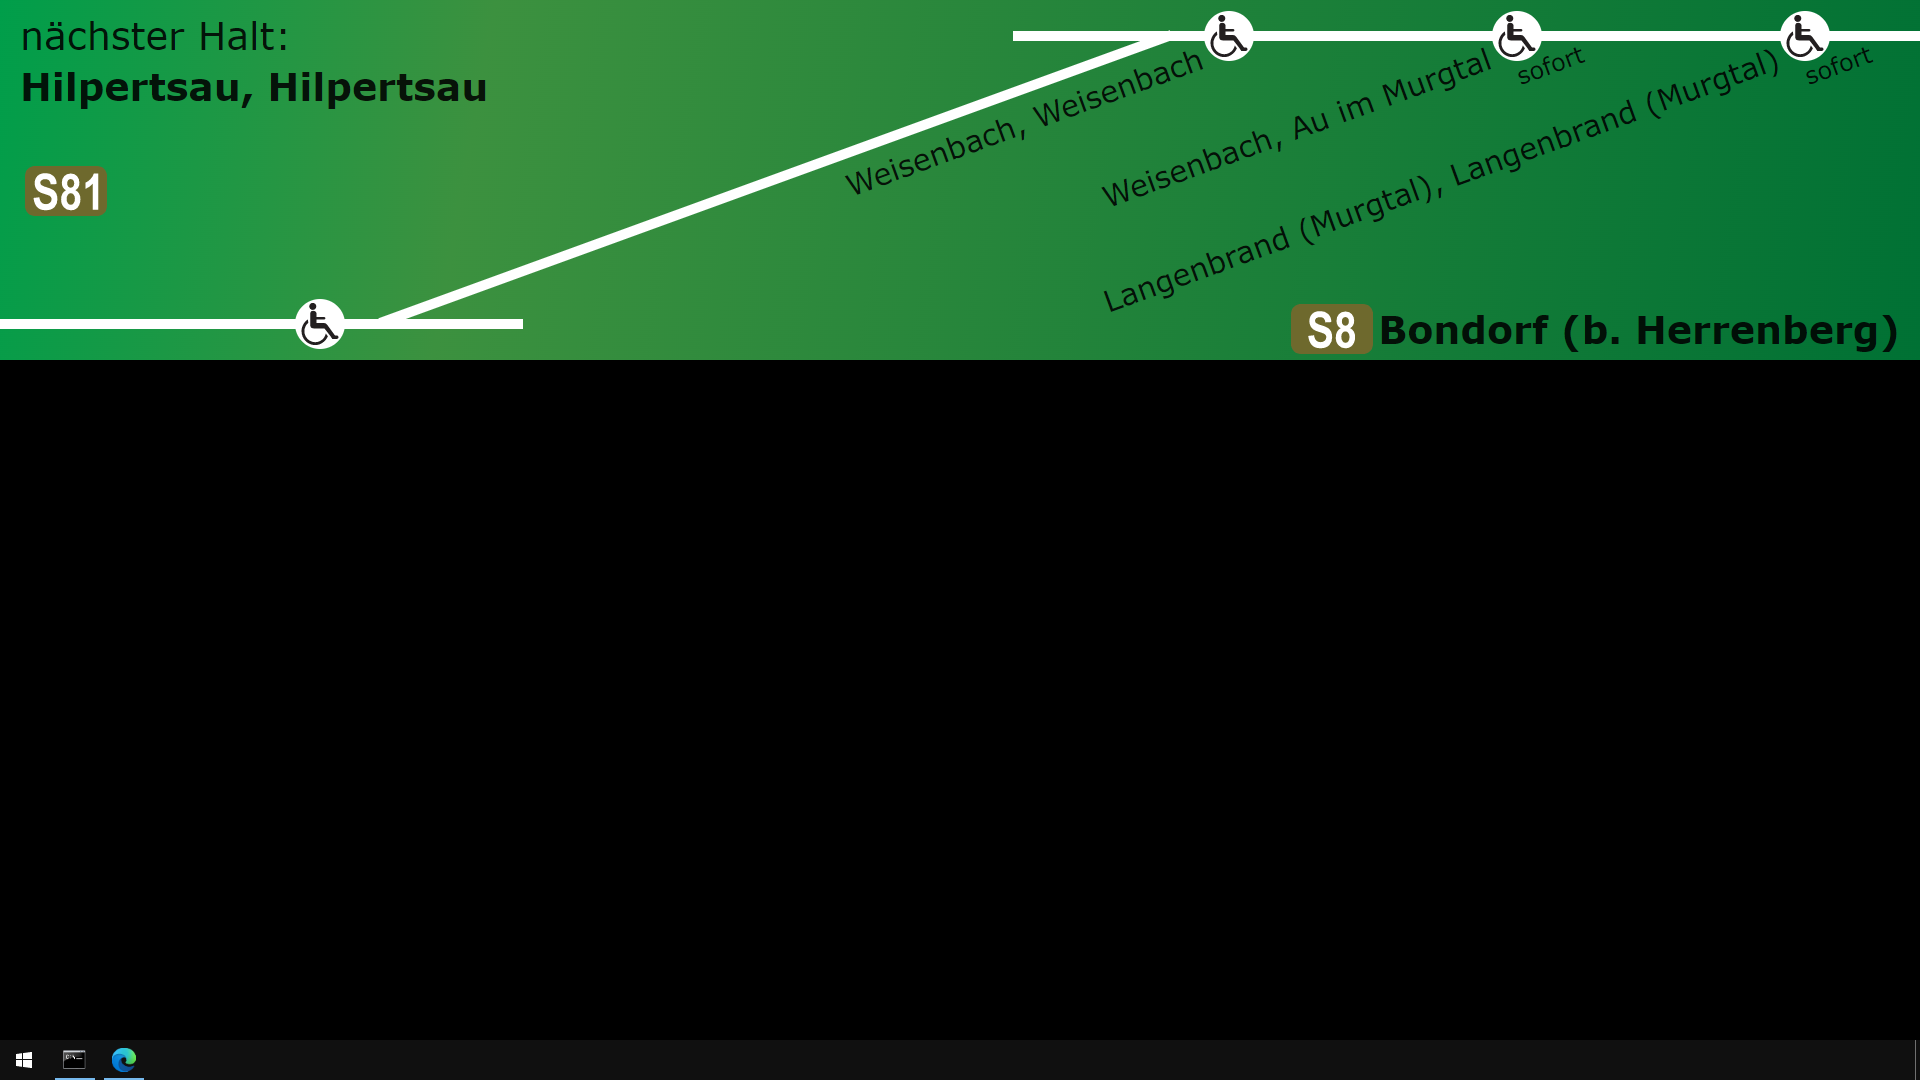 nächster Halt:
Hilpertsau, Hilpertsau
S81
Weisenbach, Weisenbach
Weisenbach, Au im Murgtal
sofort
Langenbrand (Murgtal), Langenbrand (Murgtal)
sofort
S8 Bondorf (b. Herrenberg)